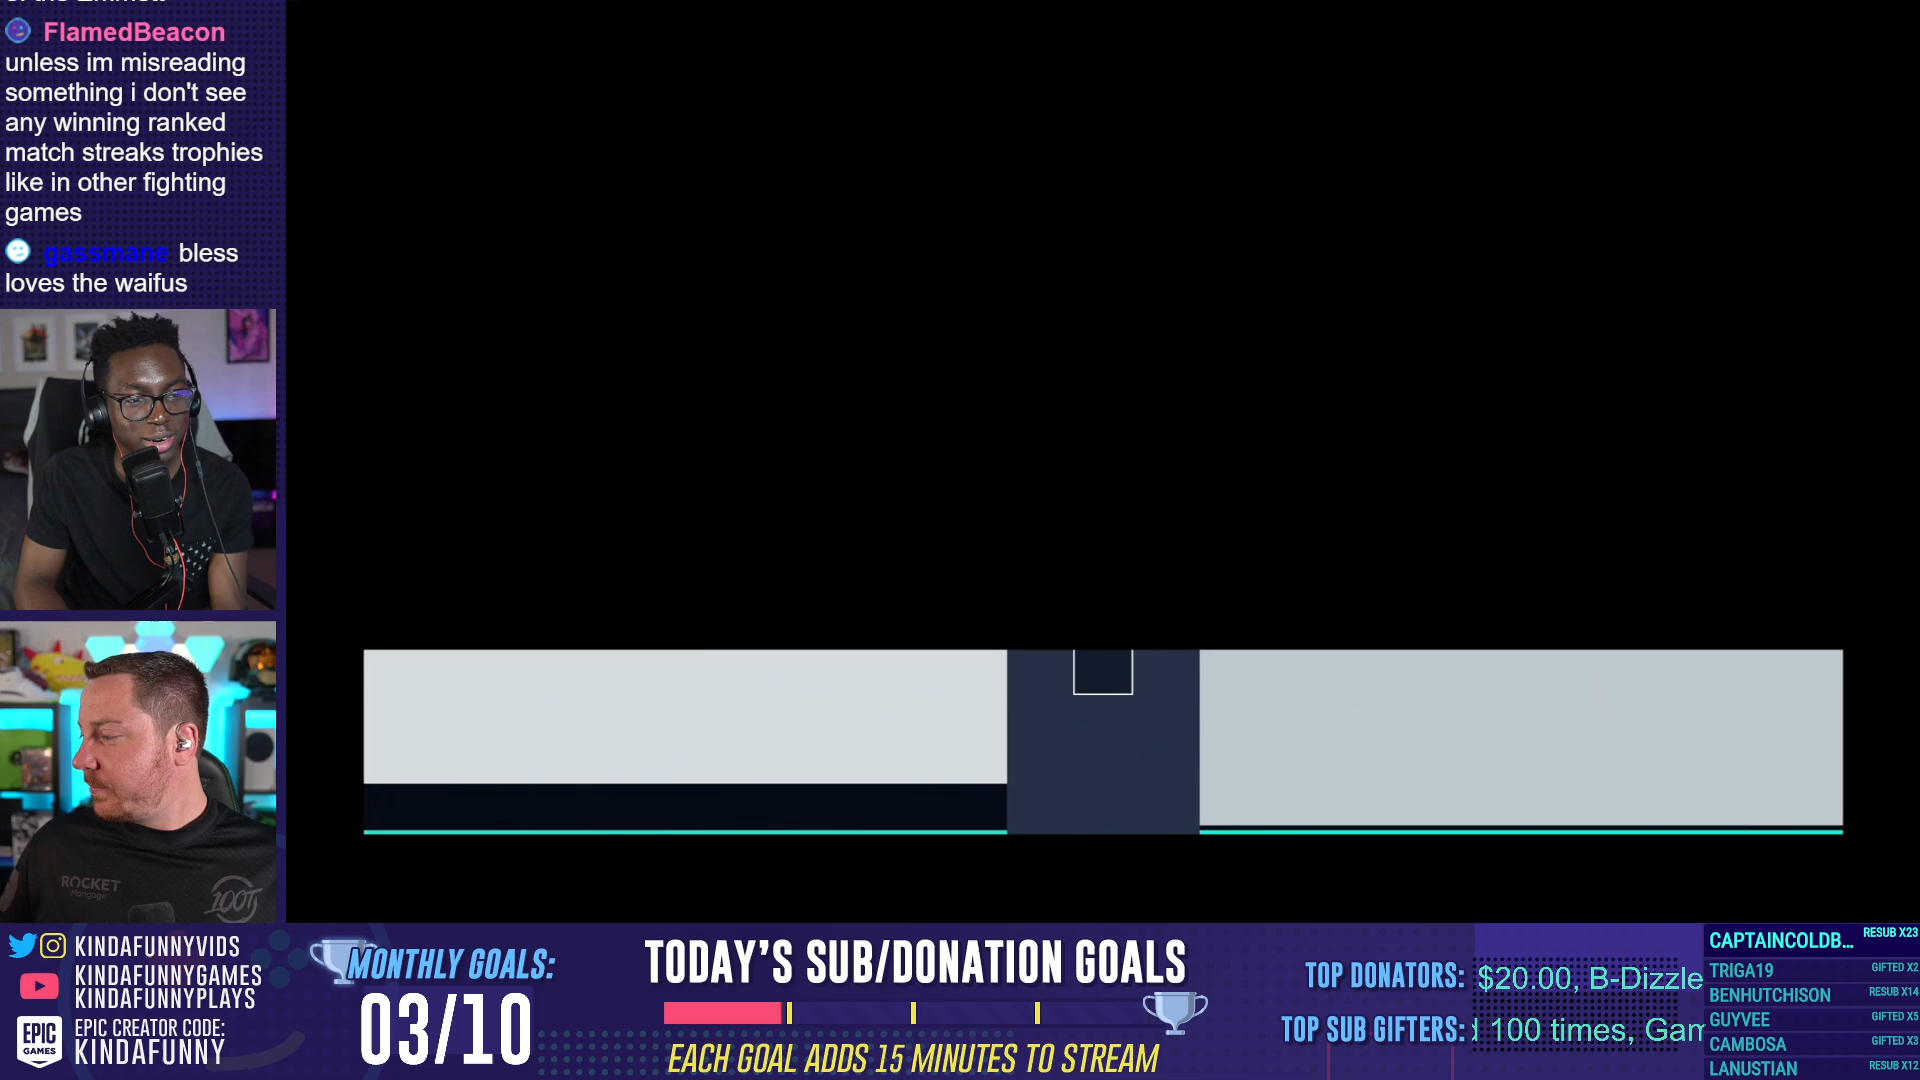 FlamedBeacon
unless im misreading
something i don't see
any winning ranked
match streaks trophies
like in other fighting
games
gassmane bless
loves the waifus
ROCKET
Mortgage
100T
KINDAFUNNYVIDS
KINDAFUNNYGAMES
KINDAFUNNYPLAYS
EPIC
GAMES
EPIC CREATOR CODE:
KINDAFUNNY
MONTHLY GOALS:
03/10
TODAY'S SUB/DONATION GOALS
EACH GOAL ADDS 15 MINUTES TO STREAM
TOP DONATORS: $20.00, B-Dizzle
TOP SUB GIFTERS: 100 times, Gam
CAPTAINCOLDB... RESUB X23
TRIGA19 GIFTED X2
BENHUTCHISON RESUB X14
GUYVEE GIFTED X5
CAMBOSA GIFTED X3
LANUSTIAN RESUB X12